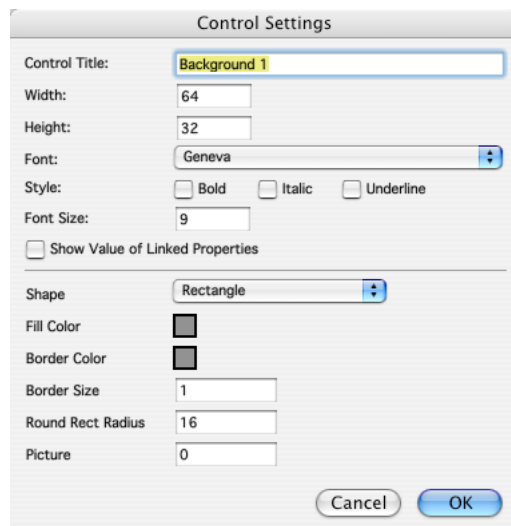 Control Settings
Control Title: Background 1
Width: 64
Height: 32
Font: Geneva
Style: Bold Italic Underline
Font Size: 9
Show Value of Linked Properties
Shape Rectangle
Fill Color
Border Color
Border Size 1
Round Rect Radius 16
Picture 0
Cancel OK